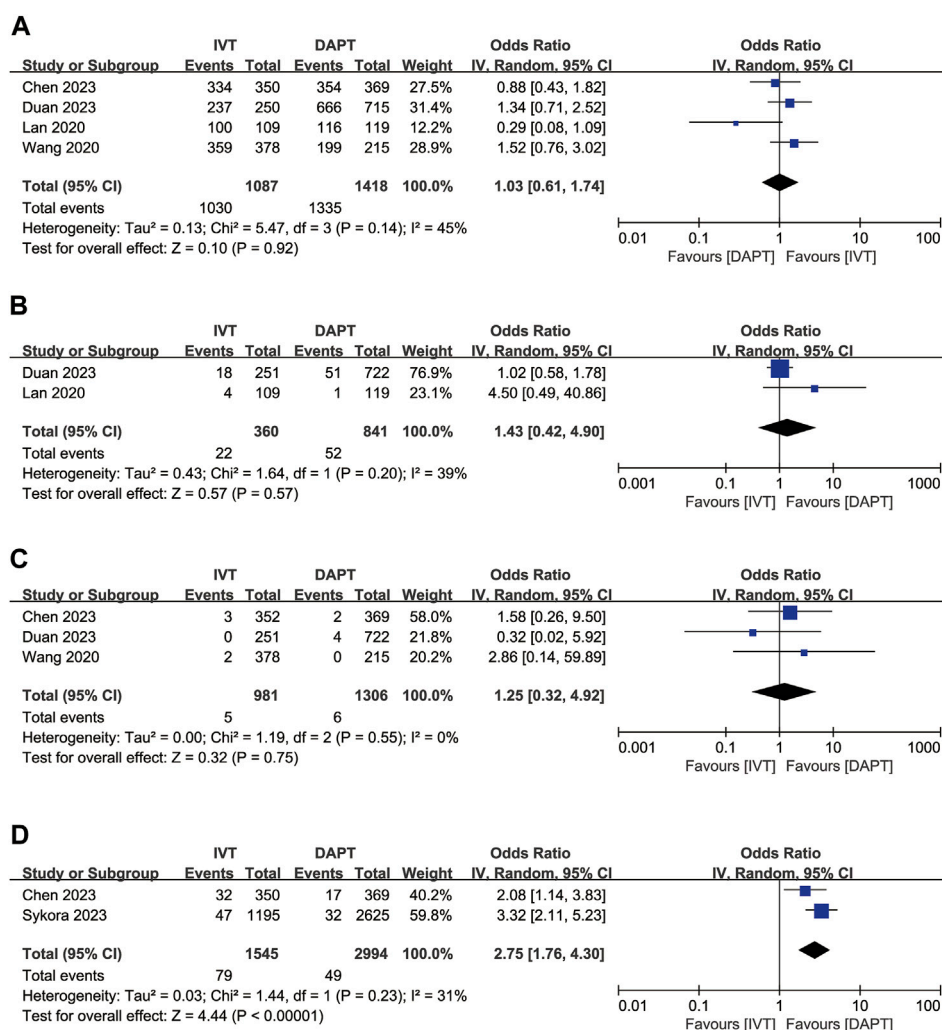 A
IVT DAPT Odds Ratio Odds Ratio
Study or Subgroup Events Total Events Total Weight IV, Random, 95% CI IV, Random, 95% CI
Chen 2023 334 350 354 369 27.5% 0.88 [0.43, 1.82]
Duan 2023 237 250 666 715 31.4% 1.34 [0.71, 2.52]
Lan 2020 100 109 116 119 12.2% 0.29 [0.08, 1.09]
Wang 2020 359 378 199 215 28.9% 1.52 [0.76, 3.02]
Total (95% CI) 1087 1418 100.0% 1.03 [0.61, 1.74]
Total events 1030 1335
Heterogeneity: Tau² = 0.13; Chi² = 5.47, df = 3 (P = 0.14); I² = 45%
Test for overall effect: Z = 0.10 (P = 0.92)
0.01 0.1 1 10 100
Favours [DAPT] Favours [IVT]
B
IVT DAPT Odds Ratio Odds Ratio
Study or Subgroup Events Total Events Total Weight IV, Random, 95% CI IV, Random, 95% CI
Duan 2023 18 251 51 722 76.9% 1.02 [0.58, 1.78]
Lan 2020 4 109 1 119 23.1% 4.50 [0.49, 40.86]
Total (95% CI) 360 841 100.0% 1.43 [0.42, 4.90]
Total events 22 52
Heterogeneity: Tau² = 0.43; Chi² = 1.64, df = 1 (P = 0.20); I² = 39%
Test for overall effect: Z = 0.57 (P = 0.57)
0.001 0.1 1 10 1000
Favours [IVT] Favours [DAPT]
C
IVT DAPT Odds Ratio Odds Ratio
Study or Subgroup Events Total Events Total Weight IV, Random, 95% CI IV, Random, 95% CI
Chen 2023 3 352 2 369 58.0% 1.58 [0.26, 9.50]
Duan 2023 0 251 4 722 21.8% 0.32 [0.02, 5.92]
Wang 2020 2 378 0 215 20.2% 2.86 [0.14, 59.89]
Total (95% CI) 981 1306 100.0% 1.25 [0.32, 4.92]
Total events 5 6
Heterogeneity: Tau² = 0.00; Chi² = 1.19, df = 2 (P = 0.55); I² = 0%
Test for overall effect: Z = 0.32 (P = 0.75)
0.001 0.1 1 10 1000
Favours [IVT] Favours [DAPT]
D
IVT DAPT Odds Ratio Odds Ratio
Study or Subgroup Events Total Events Total Weight IV, Random, 95% CI IV, Random, 95% CI
Chen 2023 32 350 17 369 40.2% 2.08 [1.14, 3.83]
Sykora 2023 47 1195 32 2625 59.8% 3.32 [2.11, 5.23]
Total (95% CI) 1545 2994 100.0% 2.75 [1.76, 4.30]
Total events 79 49
Heterogeneity: Tau² = 0.03; Chi² = 1.44, df = 1 (P = 0.23); I² = 31%
Test for overall effect: Z = 4.44 (P < 0.00001)
0.01 0.1 1 10 100
Favours [IVT] Favours [DAPT]